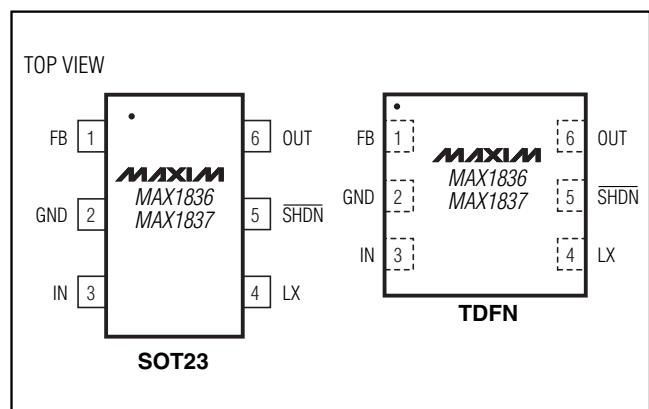 TOP VIEW
FB 1
6 OUT
MAXIM
MAX1836
MAX1837
GND 2
5 SHDN
IN 3
4 LX
SOT23
FB 1
6 OUT
MAXIM
MAX1836
MAX1837
GND 2
5 SHDN
IN 3
4 LX
TDFN